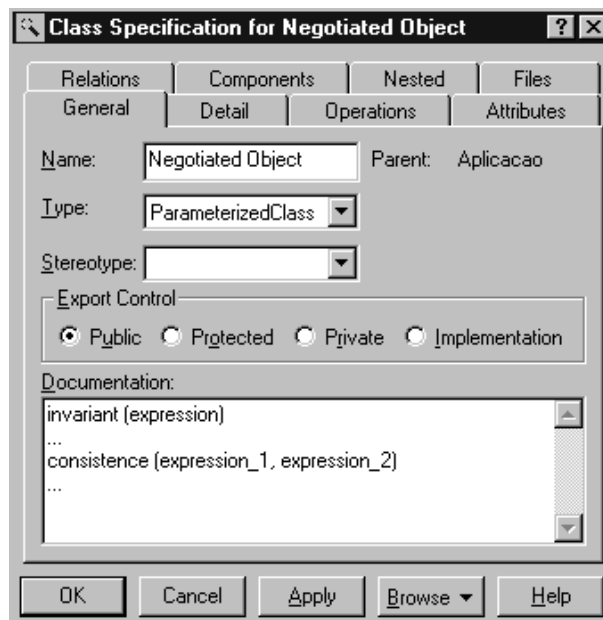 Class Specification for Negotiated Object
Relations Components Nested Files
General Detail Operations Attributes
Name: Negotiated Object Parent: Aplicacao
Type: ParameterizedClass
Stereotype:
Export Control
Public Protected Private Implementation
Documentation:
invariant (expression)
...
consistence (expression_1, expression_2)
...
OK Cancel Apply Browse Help